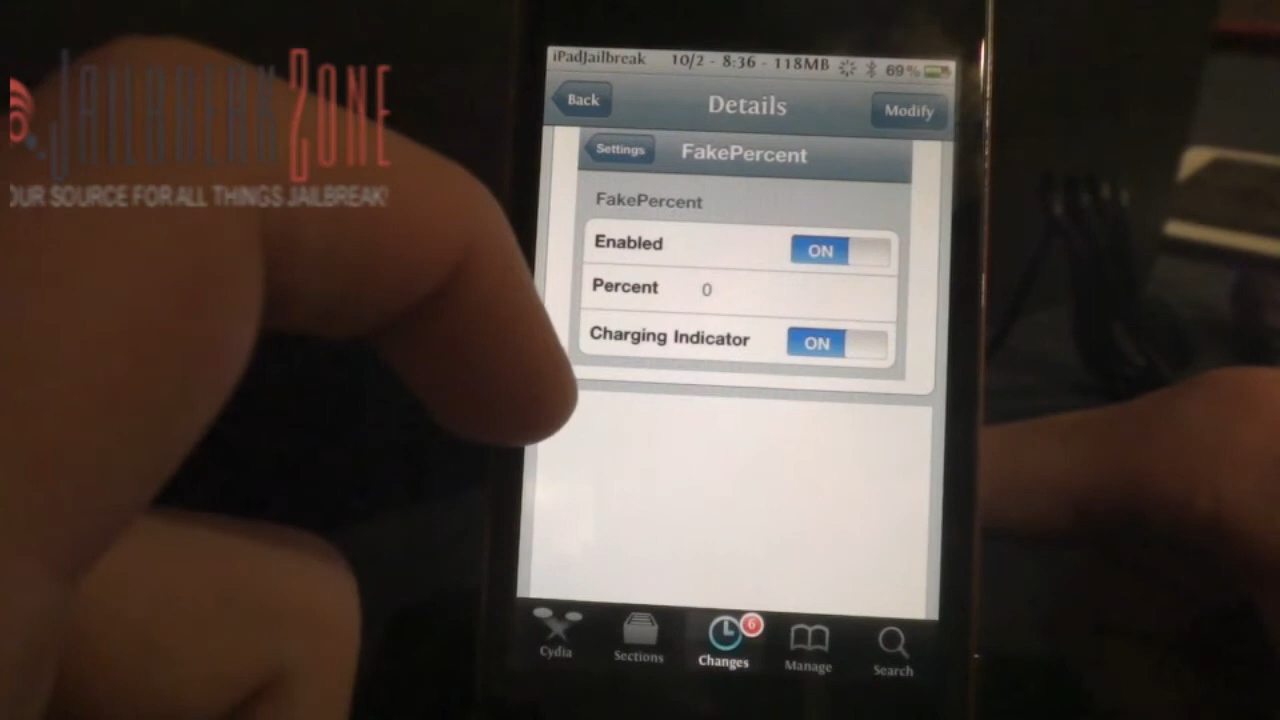 JAILBREAKZONE
OUR SOURCE FOR ALL THINGS JAILBREAK!
iPadJailbreak 10/2 - 8:36 - 118MB 69%
Back Details Modify
Settings FakePercent
FakePercent
Enabled ON
Percent 0
Charging Indicator ON
6
Cydia Sections Changes Manage Search